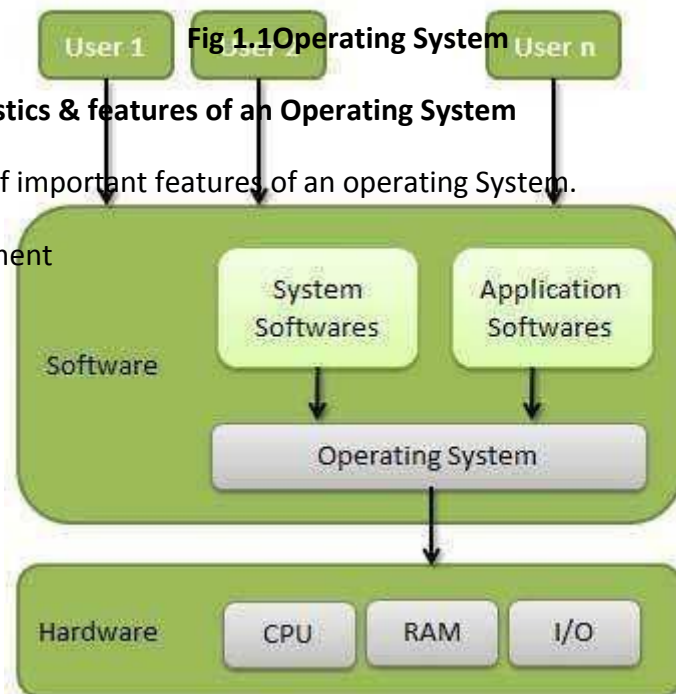 User 1
Fig 1.1Operating System
User n
stics & features of an Operating System
f important features of an operating System.
nent
System
Softwares
Application
Softwares
Software
Operating System
Hardware
CPU
RAM
I/O